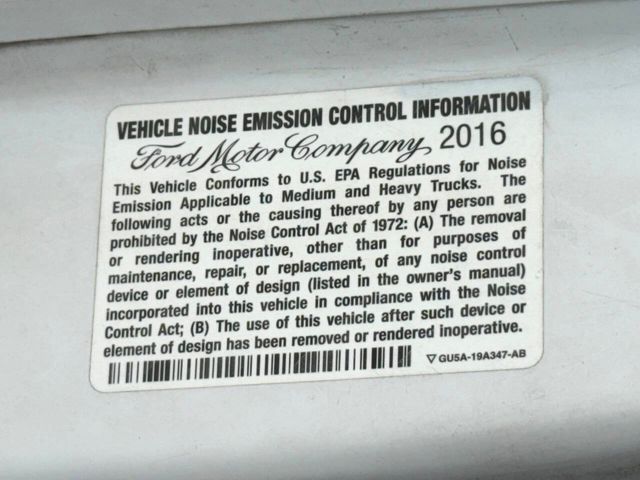 VEHICLE NOISE EMISSION CONTROL INFORMATION
Ford Motor Company 2016
This Vehicle Conforms to U.S. EPA Regulations for Noise
Emission Applicable to Medium and Heavy Trucks. The
following acts or the causing thereof by any person are
prohibited by the Noise Control Act of 1972: (A) The removal
or rendering inoperative, other than for purposes of
maintenance, repair, or replacement, of any noise control
device or element of design (listed in the owner's manual)
incorporated into this vehicle in compliance with the Noise
Control Act; (B) The use of this vehicle after such device or
element of design has been removed or rendered inoperative.
▽ GU5A-19A347-AB